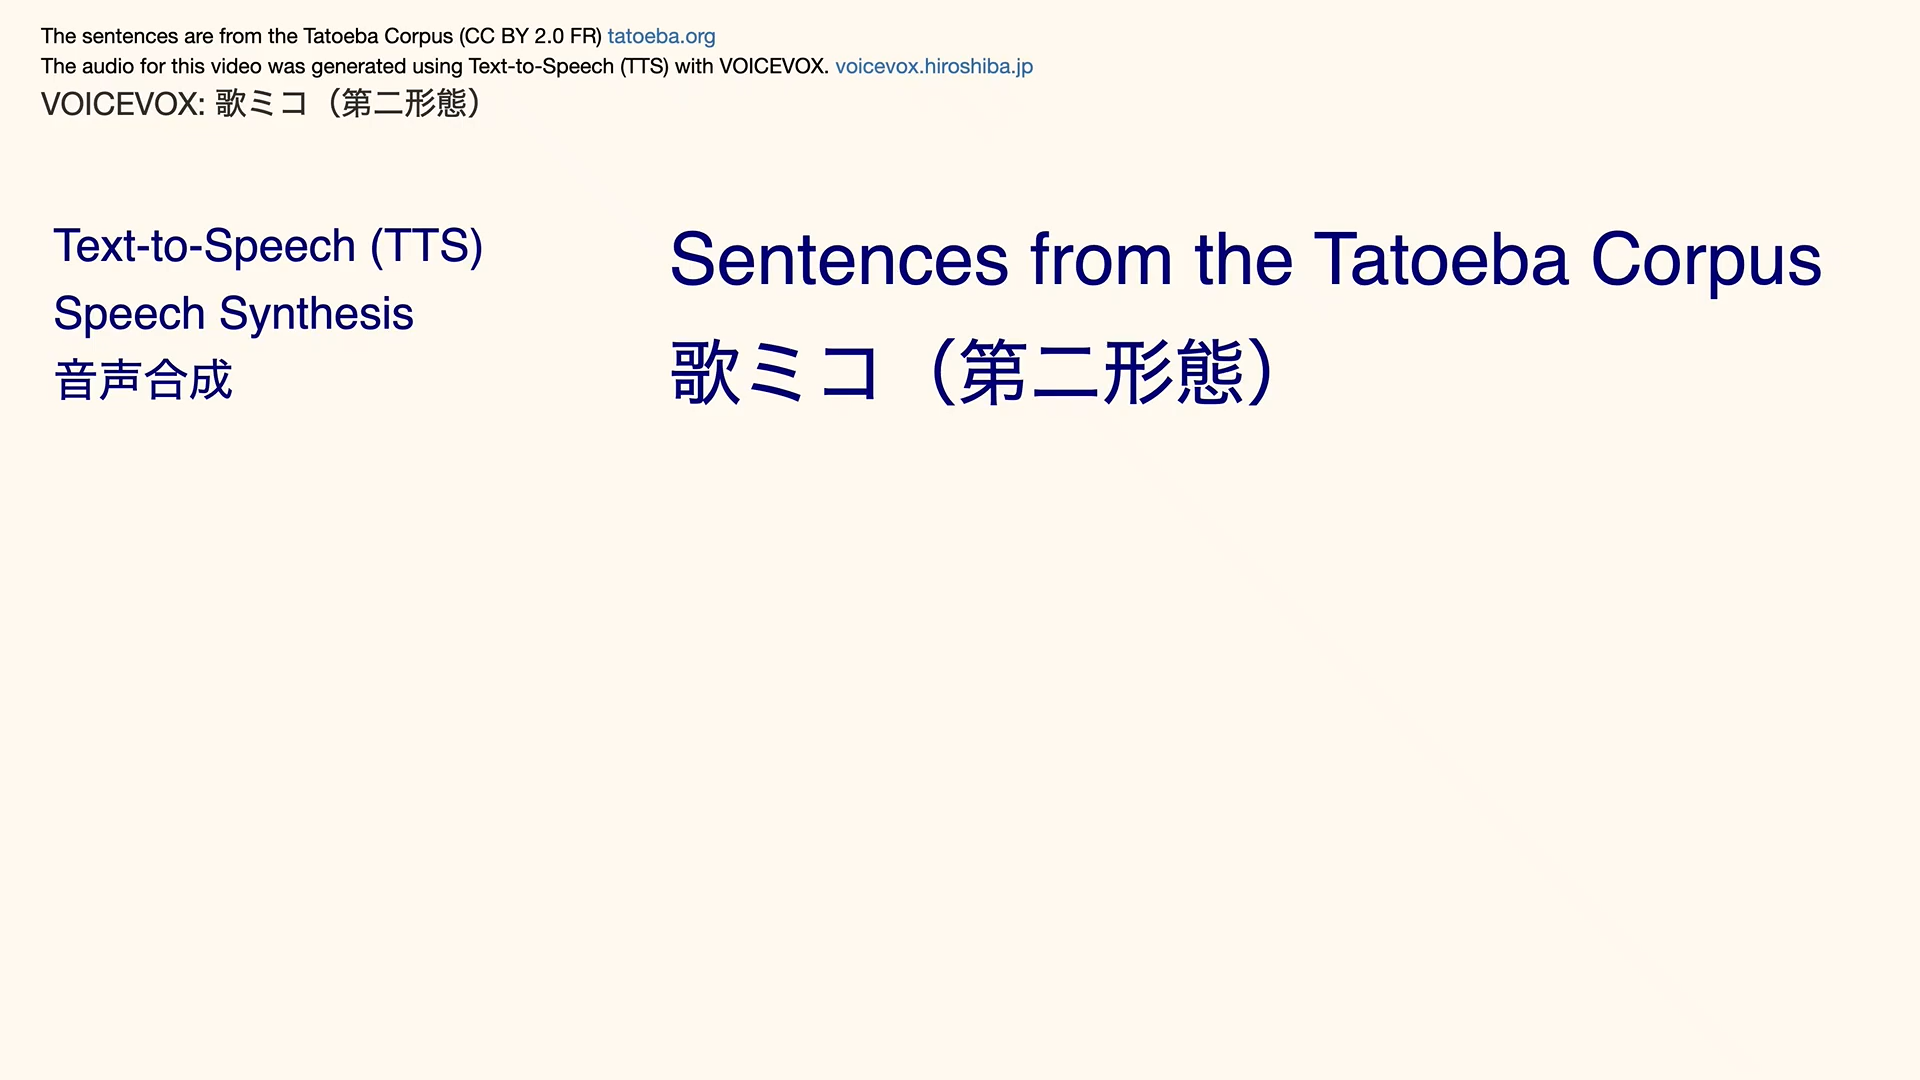 The sentences are from the Tatoeba Corpus (CC BY 2.0 FR) tatoeba.org
The audio for this video was generated using Text-to-Speech (TTS) with VOICEVOX. voicevox.hiroshiba.jp
VOICEVOX: 歌ミコ（第二形態）
Text-to-Speech (TTS)
Speech Synthesis
音声合成
Sentences from the Tatoeba Corpus
歌ミコ（第二形態）